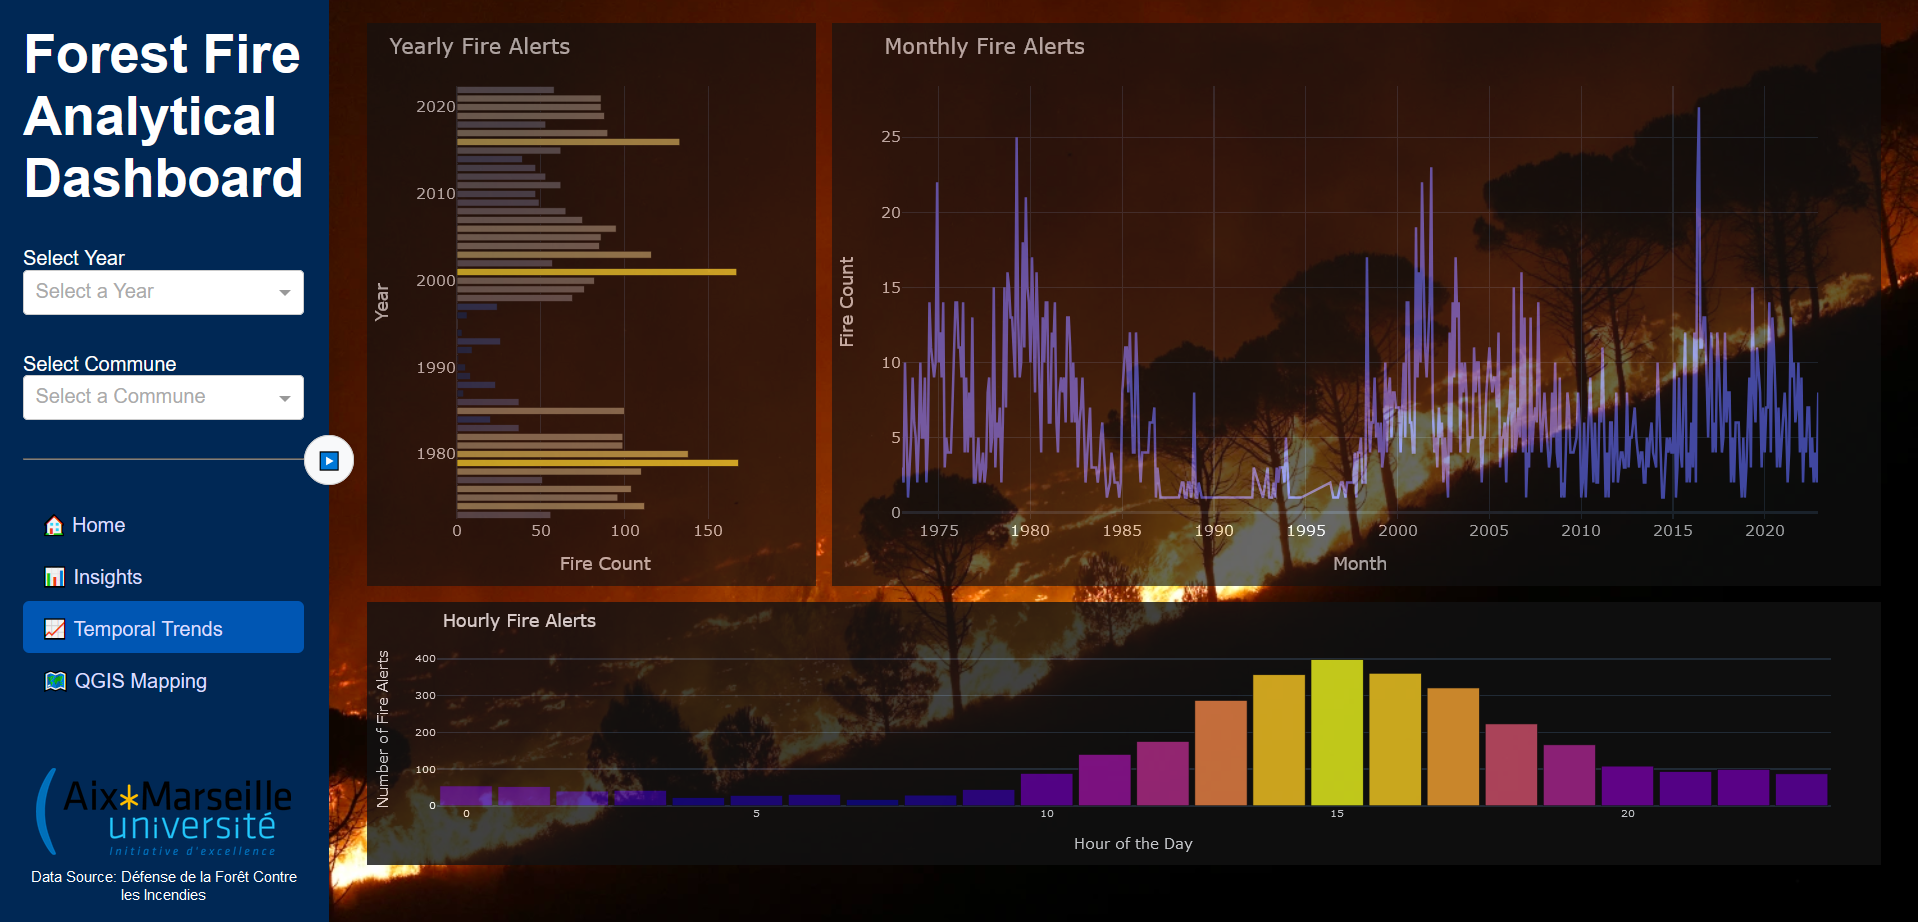 Forest Fire
Analytical
Dashboard
Select Year
Select a Year
Select Commune
Select a Commune
Home
Insights
Temporal Trends
QGIS Mapping
Aix*Marseille
université
Initiative d'excellence
Data Source: Défense de la Forêt Contre
les Incendies
Yearly Fire Alerts
Year
2020
2010
2000
1990
1980
0 50 100 150
Fire Count
Monthly Fire Alerts
Fire Count
25
20
15
10
5
0
1975 1980 1985 1990 1995 2000 2005 2010 2015 2020
Month
Hourly Fire Alerts
Number of Fire Alerts
400
300
200
100
0
0 5 10 15 20
Hour of the Day